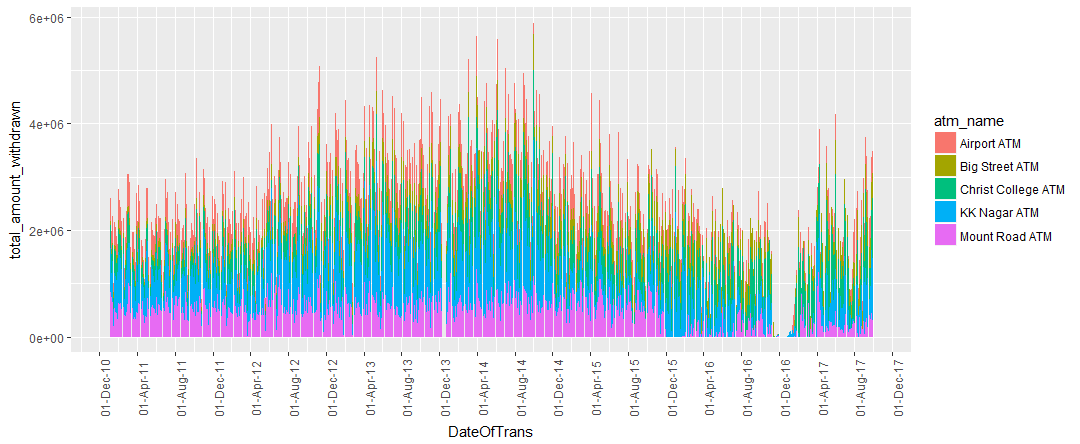 total_amount_withdrawn
6e+06
4e+06
2e+06
0e+00
01-Dec-10
01-Apr-11
01-Aug-11
01-Dec-11
01-Apr-12
01-Aug-12
01-Dec-12
01-Apr-13
01-Aug-13
01-Dec-13
01-Apr-14
01-Aug-14
01-Dec-14
01-Apr-15
01-Aug-15
01-Dec-15
01-Apr-16
01-Aug-16
01-Dec-16
01-Apr-17
01-Aug-17
01-Dec-17
DateOfTrans
atm_name
Airport ATM
Big Street ATM
Christ College ATM
KK Nagar ATM
Mount Road ATM